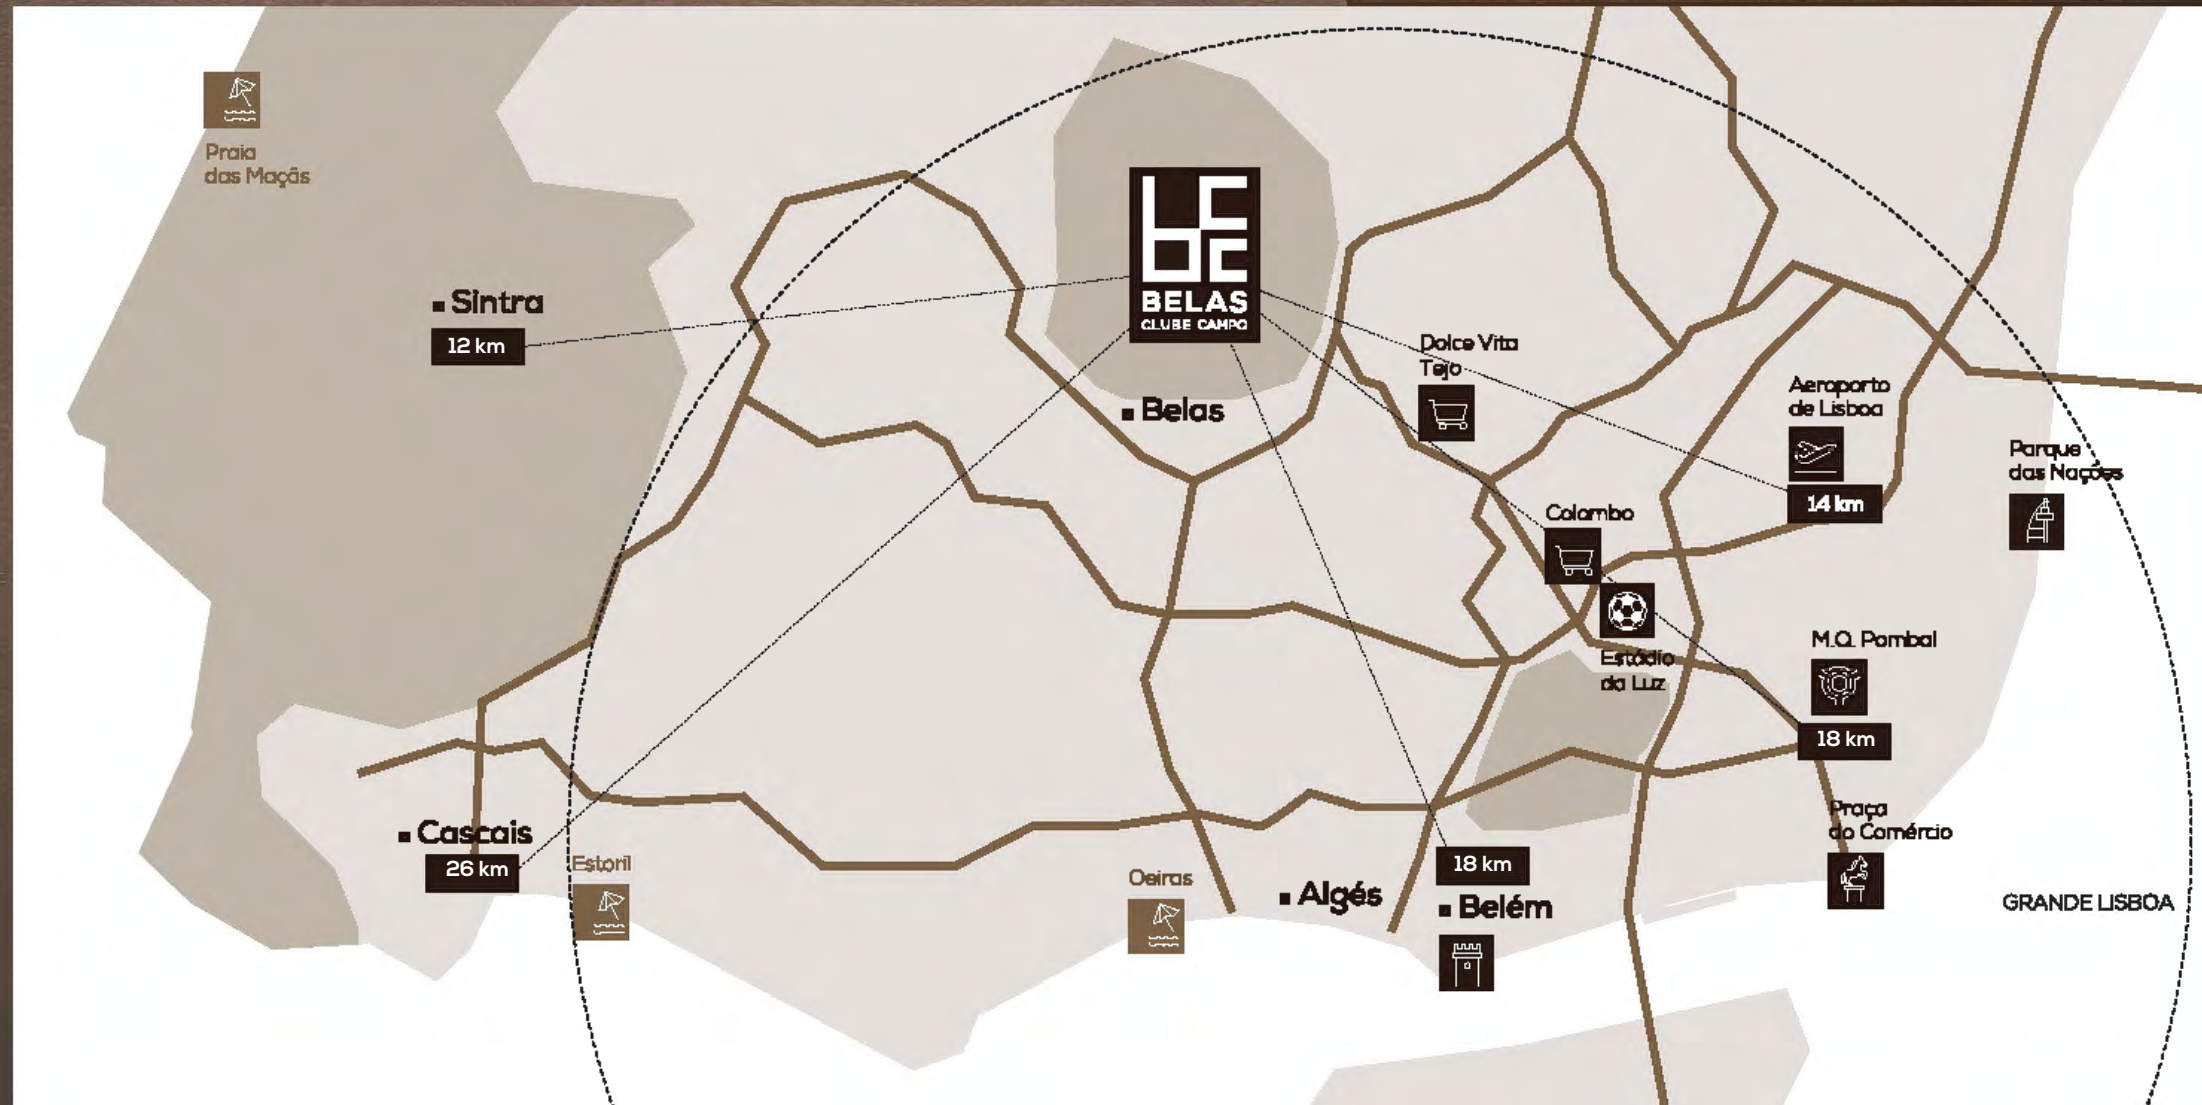 Praia
das Maçãs
Sintra
12 km
BELAS
CLUBE CAMPO
Belas
Dolce Vita
Tejo
Aeroporto
de Lisboa
14 km
Parque
das Nações
Colombo
Estádio
da Luz
M.Q. Pombal
18 km
Praça
do Comércio
Cascais
26 km
Estoril
Oeiras
Algés
18 km
Belém
GRANDE LISBOA